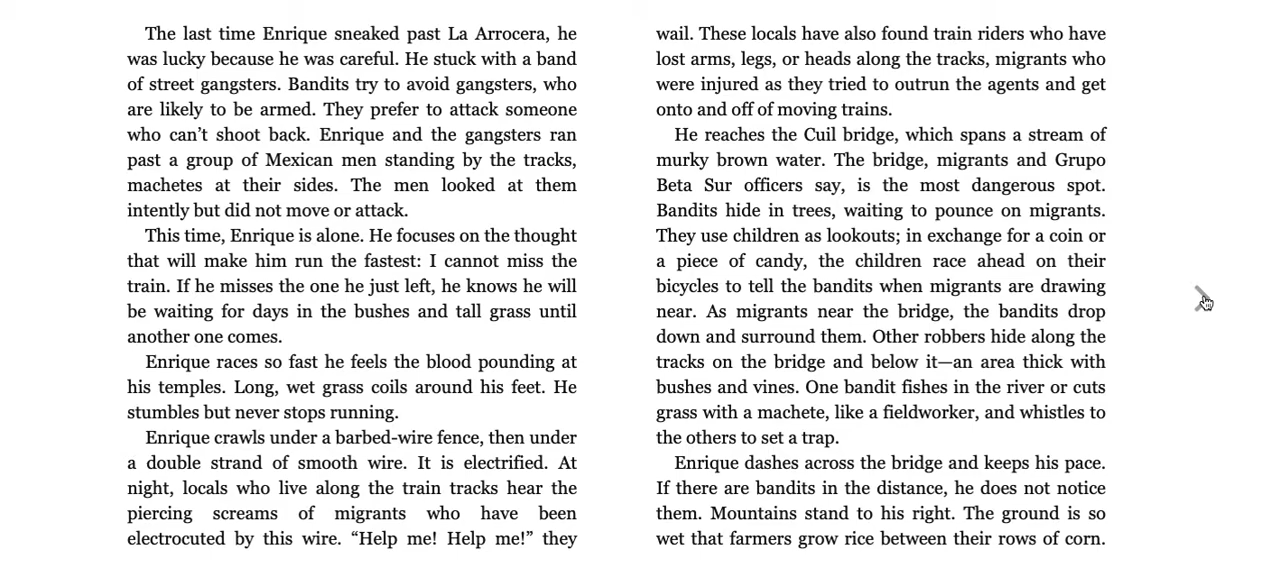 The last time Enrique sneaked past La Arrocera, he
was lucky because he was careful. He stuck with a band
of street gangsters. Bandits try to avoid gangsters, who
are likely to be armed. They prefer to attack someone
who can’t shoot back. Enrique and the gangsters ran
past a group of Mexican men standing by the tracks,
machetes at their sides. The men looked at them
intently but did not move or attack.
This time, Enrique is alone. He focuses on the thought
that will make him run the fastest: I cannot miss the
train. If he misses the one he just left, he knows he will
be waiting for days in the bushes and tall grass until
another one comes.
Enrique races so fast he feels the blood pounding at
his temples. Long, wet grass coils around his feet. He
stumbles but never stops running.
Enrique crawls under a barbed-wire fence, then under
a double strand of smooth wire. It is electrified. At
night, locals who live along the train tracks hear the
piercing screams of migrants who have been
electrocuted by this wire. “Help me! Help me!” they
wail. These locals have also found train riders who have
lost arms, legs, or heads along the tracks, migrants who
were injured as they tried to outrun the agents and get
onto and off of moving trains.
He reaches the Cuil bridge, which spans a stream of
murky brown water. The bridge, migrants and Grupo
Beta Sur officers say, is the most dangerous spot.
Bandits hide in trees, waiting to pounce on migrants.
They use children as lookouts; in exchange for a coin or
a piece of candy, the children race ahead on their
bicycles to tell the bandits when migrants are drawing
near. As migrants near the bridge, the bandits drop
down and surround them. Other robbers hide along the
tracks on the bridge and below it—an area thick with
bushes and vines. One bandit fishes in the river or cuts
grass with a machete, like a fieldworker, and whistles to
the others to set a trap.
Enrique dashes across the bridge and keeps his pace.
If there are bandits in the distance, he does not notice
them. Mountains stand to his right. The ground is so
wet that farmers grow rice between their rows of corn.